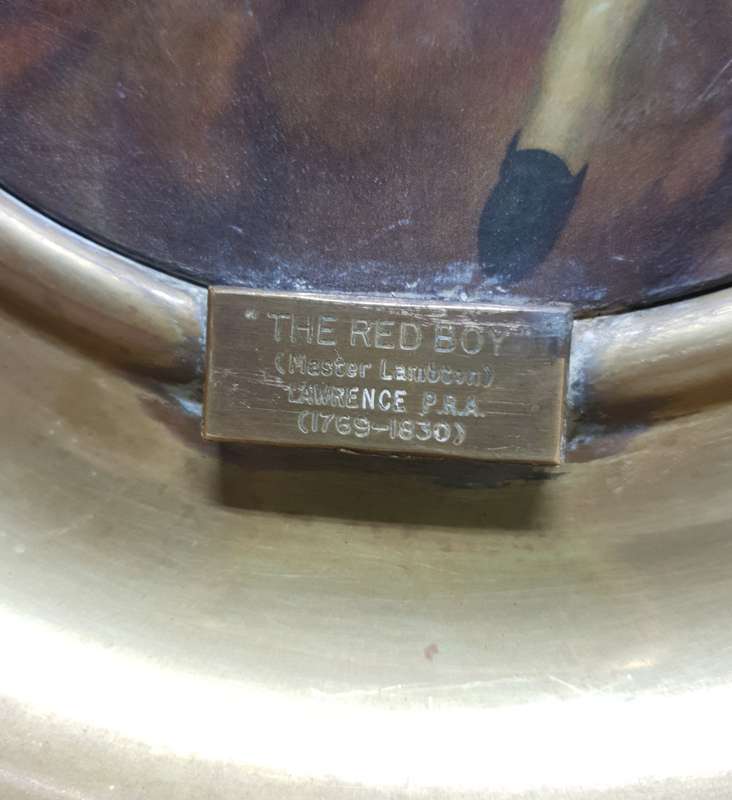 "THE RED BOY
(Master Lambton)
LAWRENCE P.R.A.
(1769-1830)